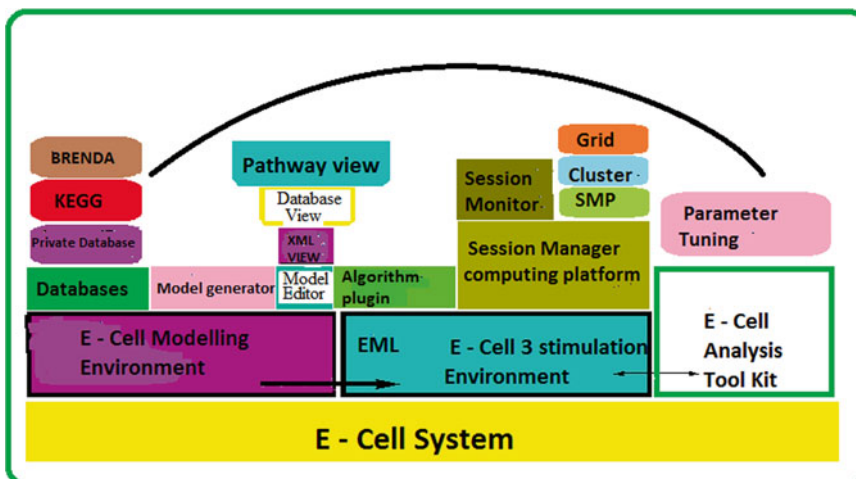 BRENDA
KEGG
Private Database
Databases
Model generator
Pathway view
Database
View
XML
VIEW
Model
Editor
Algorithm
plugin
Session
Monitor
Grid
Cluster
SMP
Session Manager
computing platform
Parameter
Tuning
E - Cell Modelling
Environment
EML
E - Cell 3 stimulation
Environment
E - Cell
Analysis
Tool Kit
E - Cell System